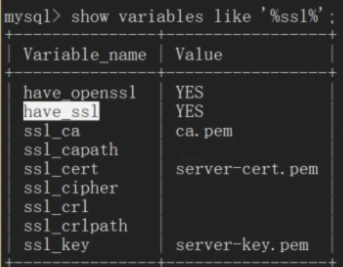 mysql> show variables like '%ssl%';
+---------------+-----------------+
| Variable_name | Value           |
+---------------+-----------------+
| have_openssl  | YES             |
| have_ssl      | YES             |
| ssl_ca        | ca.pem          |
| ssl_capath    |                 |
| ssl_cert      | server-cert.pem |
| ssl_cipher    |                 |
| ssl_crl       |                 |
| ssl_crlpath   |                 |
| ssl_key       | server-key.pem  |
+---------------+-----------------+